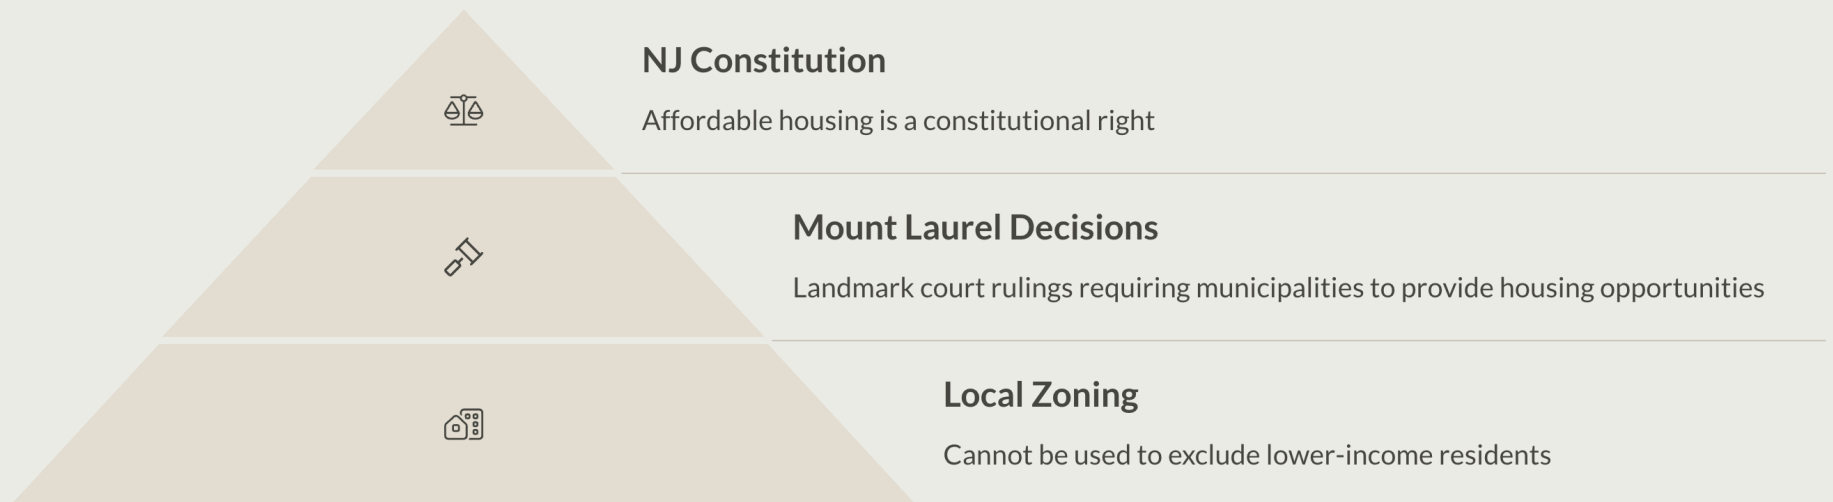 NJ Constitution
Affordable housing is a constitutional right
Mount Laurel Decisions
Landmark court rulings requiring municipalities to provide housing opportunities
Local Zoning
Cannot be used to exclude lower-income residents